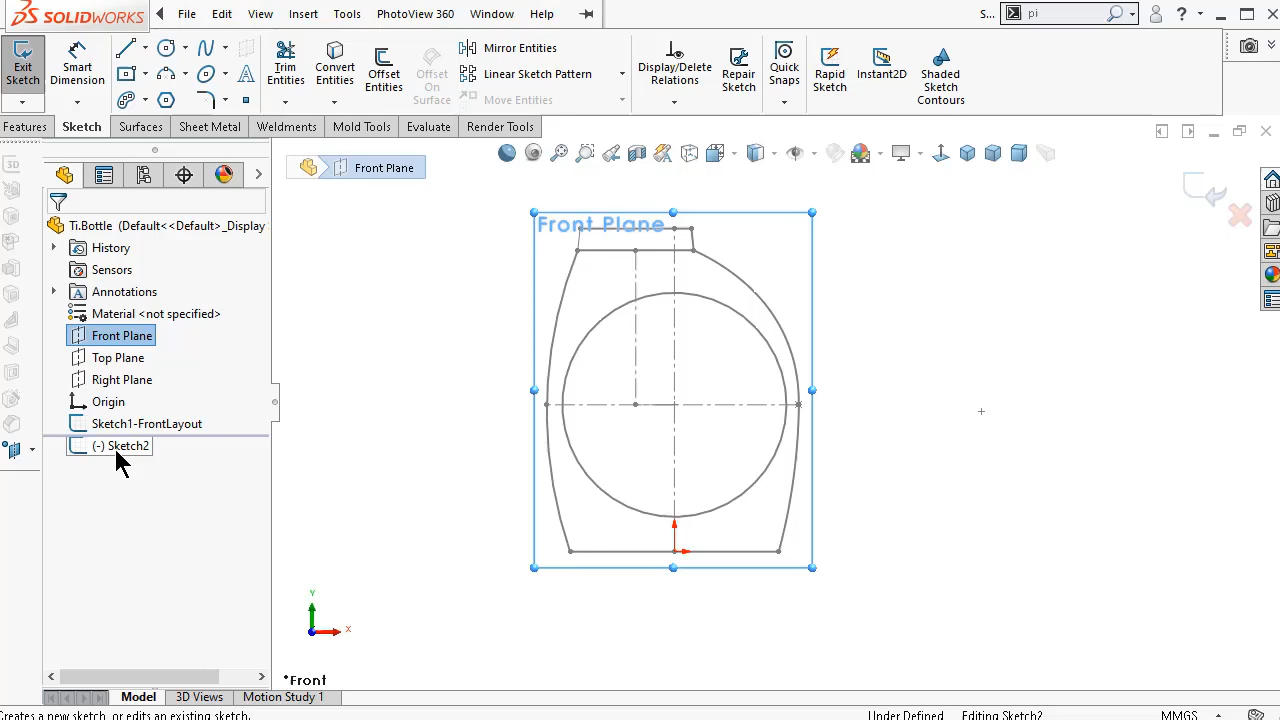 SOLIDWORKS
File Edit View Insert Tools PhotoView 360 Window Help
S...
pi
?
Exit Sketch
Smart Dimension
Trim Entities
Convert Entities
Offset Entities
Offset On Surface
Mirror Entities
Linear Sketch Pattern
Move Entities
Display/Delete Relations
Repair Sketch
Quick Snaps
Rapid Sketch
Instant2D
Shaded Sketch Contours
Features Sketch Surfaces Sheet Metal Weldments Mold Tools Evaluate Render Tools
3D
Front Plane
Ti.Bottle (Default<<Default>_Display
History
Sensors
Annotations
Material <not specified>
Front Plane
Top Plane
Right Plane
Origin
Sketch1-FrontLayout
(-) Sketch2
Front Plane
Y
X
*Front
Model 3D Views Motion Study 1
Creates a new sketch, or edits an existing sketch.
Under Defined Editing Sketch2 MMGS